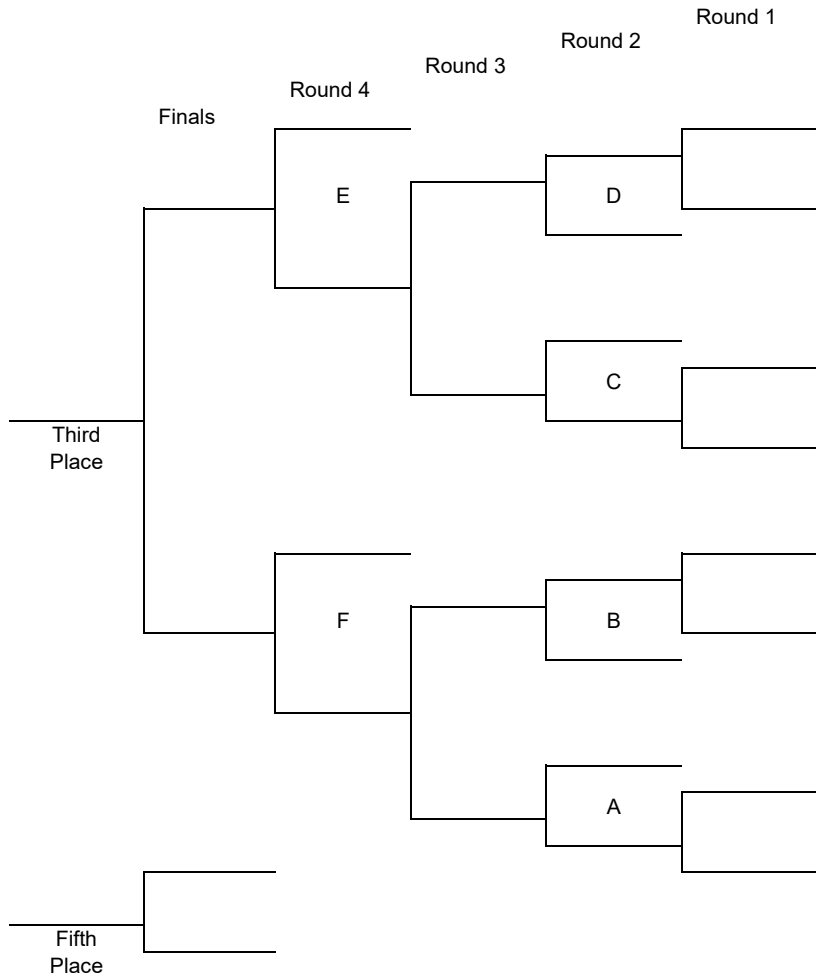 Round 1
Round 2
Round 3
Round 4
Finals
E
D
C
Third
Place
F
B
A
Fifth
Place